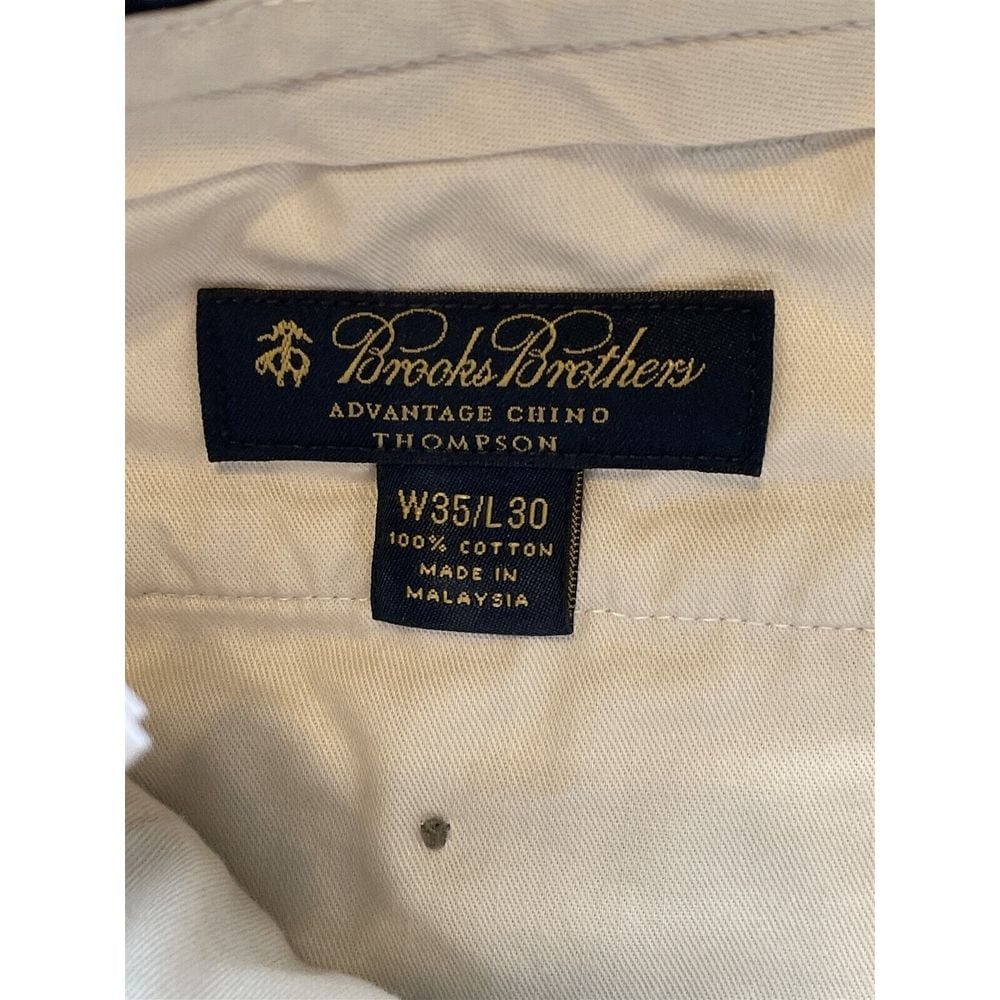 Brooks Brothers
ADVANTAGE CHINO
THOMPSON
W35/L30
100% COTTON
MADE IN
MALAYSIA